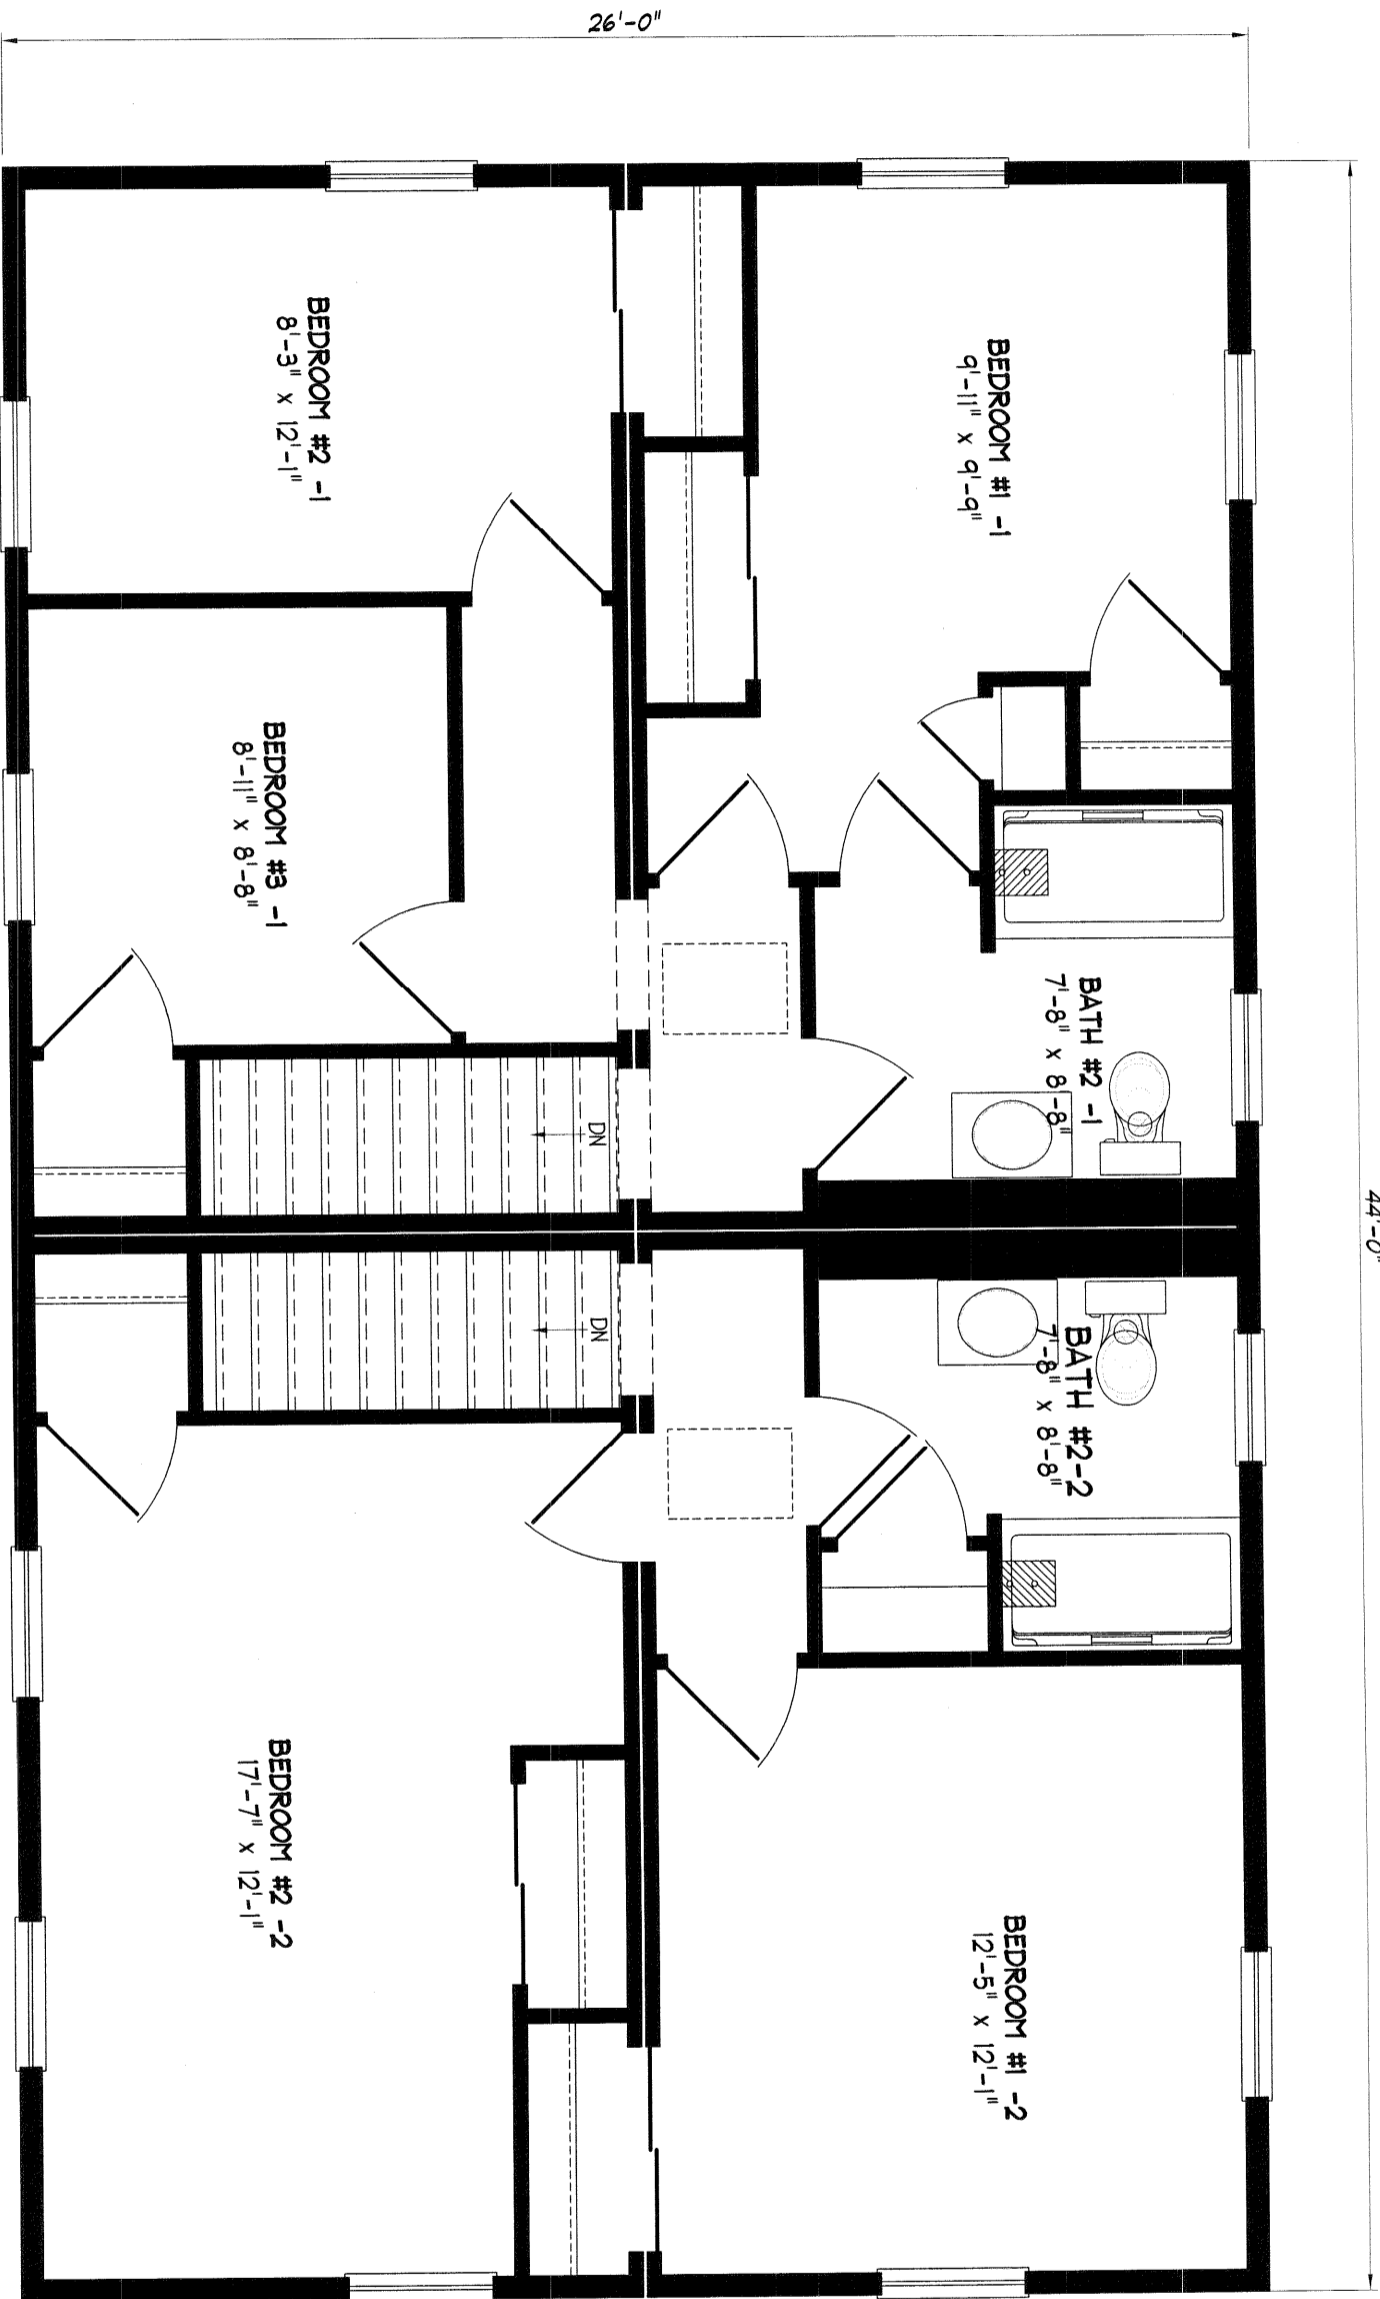 26'-0"
44'-0"
BEDROOM #1 -1
9'-11" x 9'-9"
BEDROOM #2 -1
8'-3" x 12'-1"
BEDROOM #3 -1
8'-11" x 8'-8"
BATH #2 -1
7'-8" x 8'-8"
DN
DN
BATH #2-2
7'-8" x 8'-8"
BEDROOM #2 -2
17'-7" x 12'-1"
BEDROOM #1 -2
12'-5" x 12'-1"